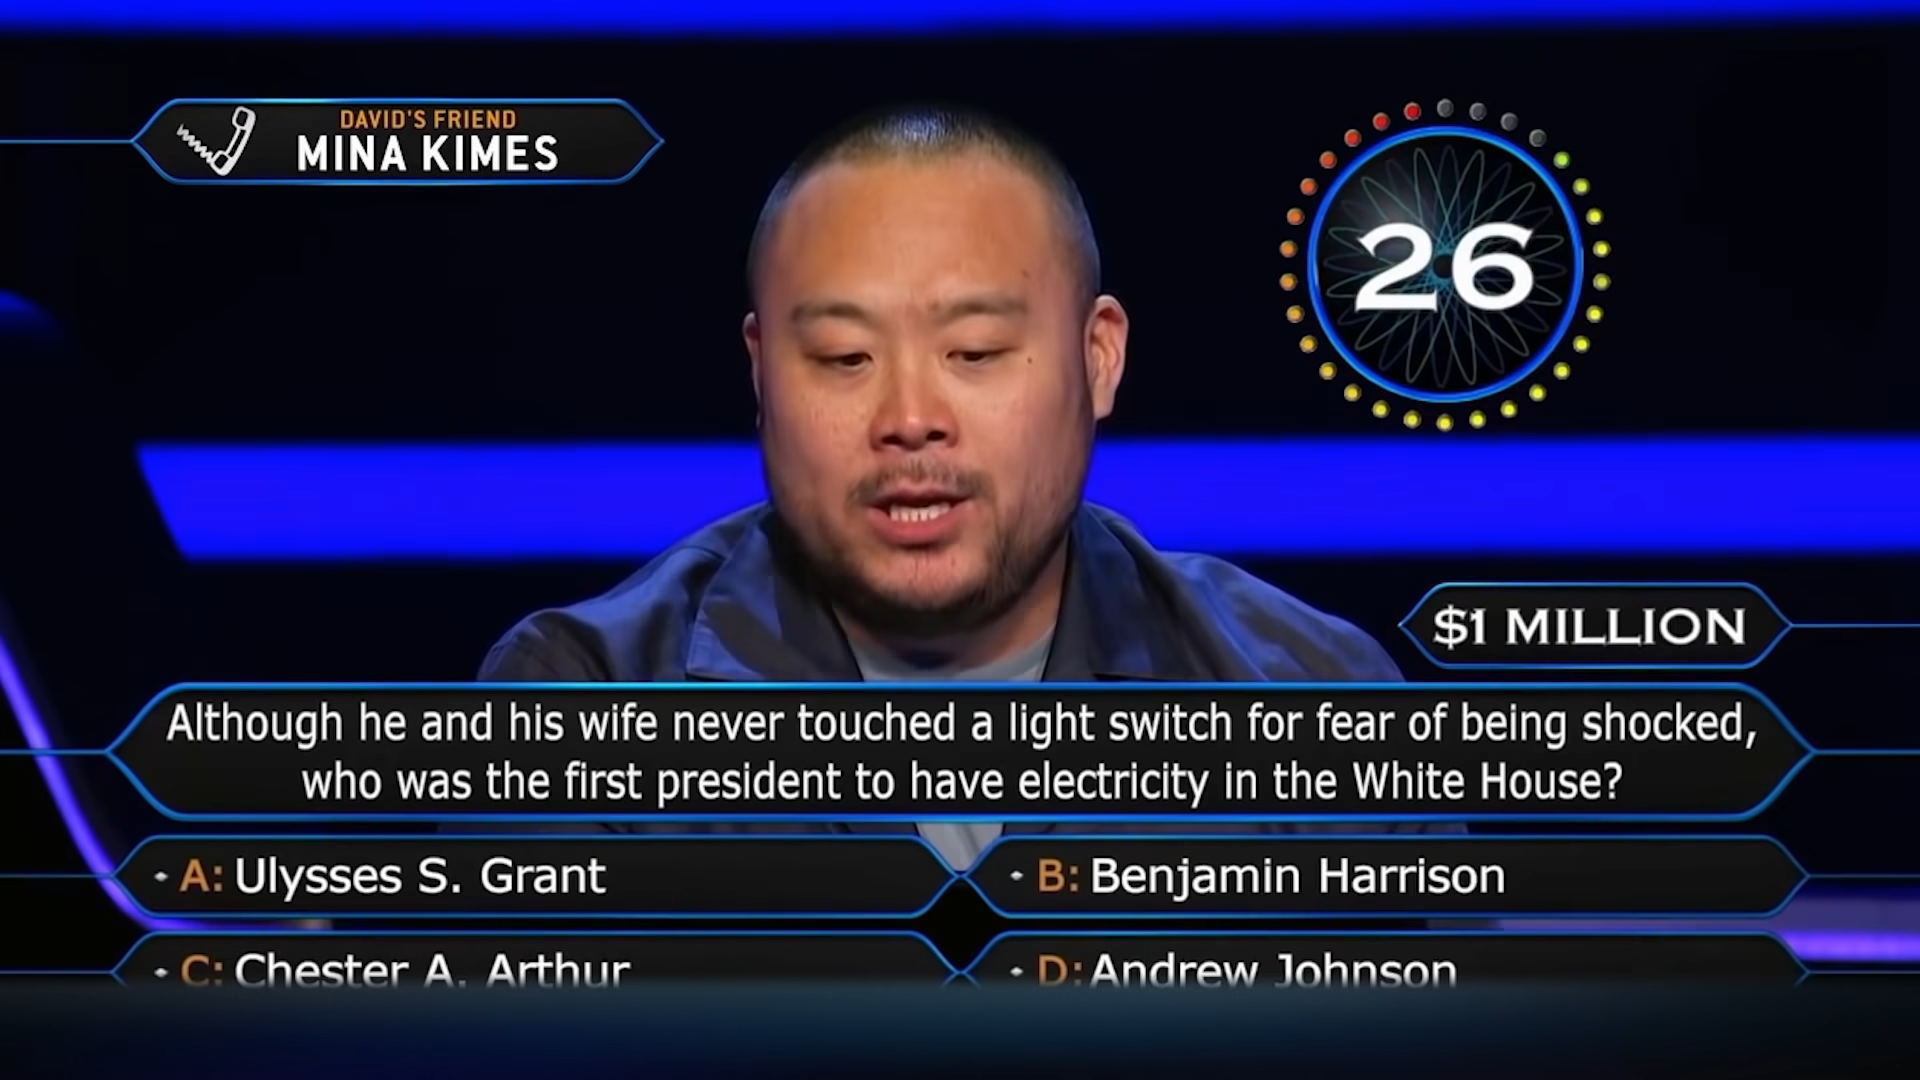 DAVID'S FRIEND
MINA KIMES
26
$1 MILLION
Although he and his wife never touched a light switch for fear of being shocked,
who was the first president to have electricity in the White House?
A: Ulysses S. Grant
B: Benjamin Harrison
C: Chester A. Arthur
D: Andrew Johnson